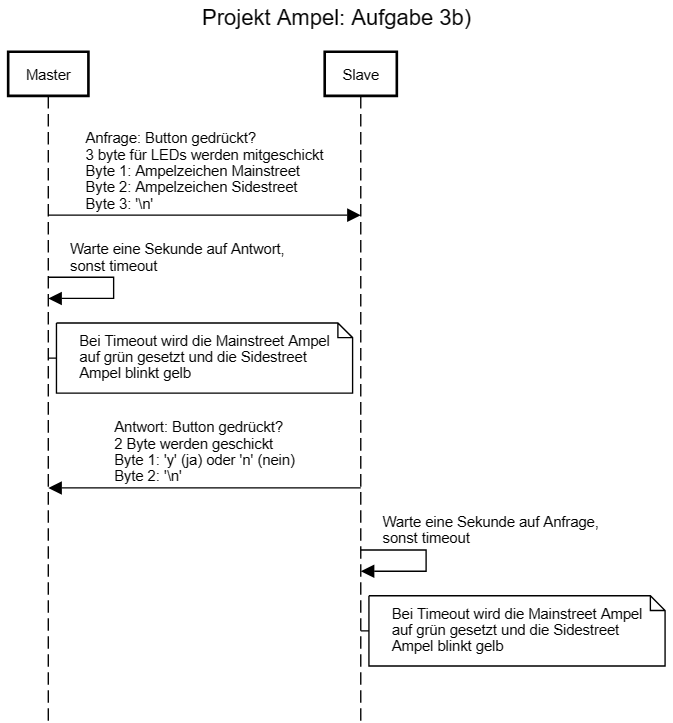 Projekt Ampel: Aufgabe 3b)
Master
Slave
Anfrage: Button gedrückt?
3 byte für LEDs werden mitgeschickt
Byte 1: Ampelzeichen Mainstreet
Byte 2: Ampelzeichen Sidestreet
Byte 3: '\n'
Warte eine Sekunde auf Antwort,
sonst timeout
Bei Timeout wird die Mainstreet Ampel
auf grün gesetzt und die Sidestreet
Ampel blinkt gelb
Antwort: Button gedrückt?
2 Byte werden geschickt
Byte 1: 'y' (ja) oder 'n' (nein)
Byte 2: '\n'
Warte eine Sekunde auf Anfrage,
sonst timeout
Bei Timeout wird die Mainstreet Ampel
auf grün gesetzt und die Sidestreet
Ampel blinkt gelb